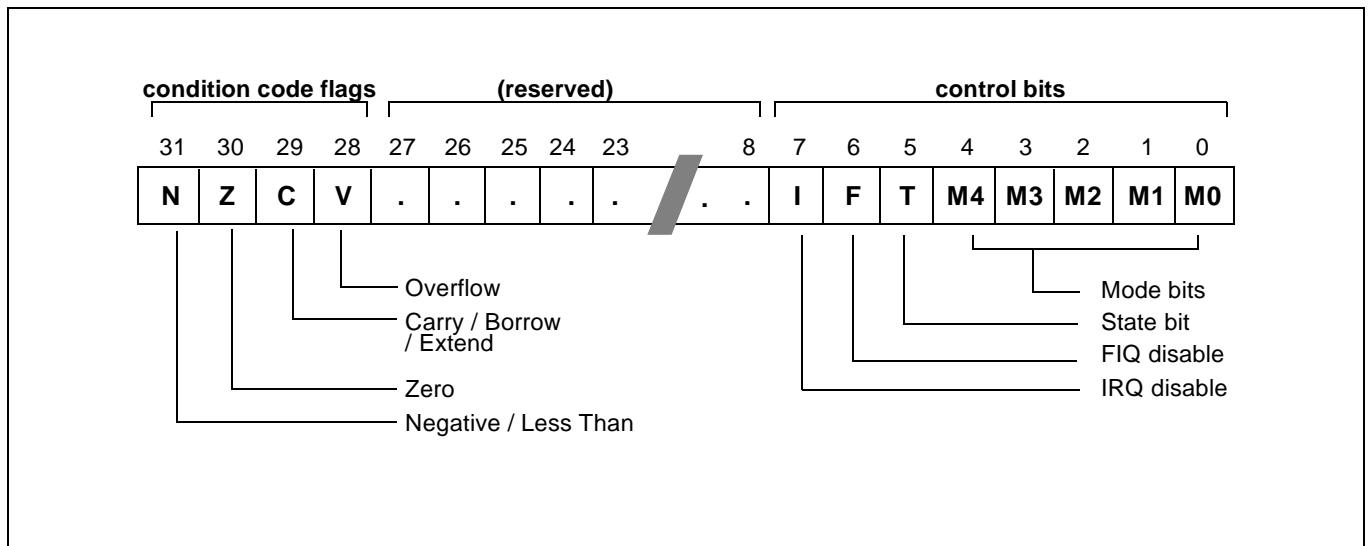 condition code flags (reserved) control bits
31 30 29 28 27 26 25 24 23 8 7 6 5 4 3 2 1 0
N Z C V . . . . . . . I F T M4 M3 M2 M1 M0
Overflow Mode bits
Carry / Borrow State bit
/ Extend FIQ disable
Zero IRQ disable
Negative / Less Than